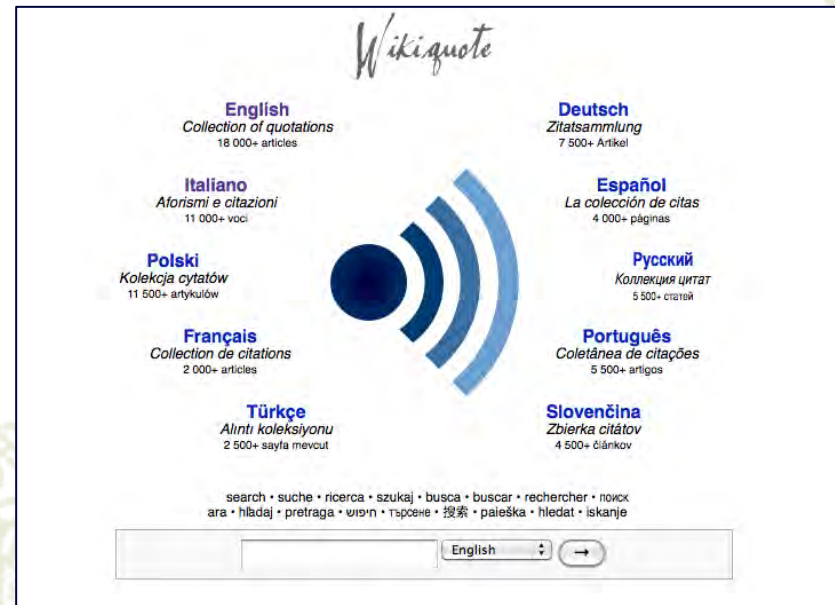 Wikiquote
English
Collection of quotations
18 000+ articles
Deutsch
Zitatsammlung
7 500+ Artikel
Italiano
Aforismi e citazioni
11 000+ voci
Español
La colección de citas
4 000+ páginas
Polski
Kolekcja cytatów
11 500+ artykułów
Русский
Коллекция цитат
5 500+ статей
Français
Collection de citations
2 000+ articles
Português
Coletânea de citações
5 500+ artigos
Türkçe
Alıntı koleksiyonu
2 500+ sayfa mevcut
Slovenčina
Zbierka citátov
4 500+ článkov
search • suche • ricerca • szukaj • busca • buscar • rechercher • поиск
ara • hľadaj • pretraga • חיפוש • търсене • 搜索 • paieška • hledat • iskanje
English →